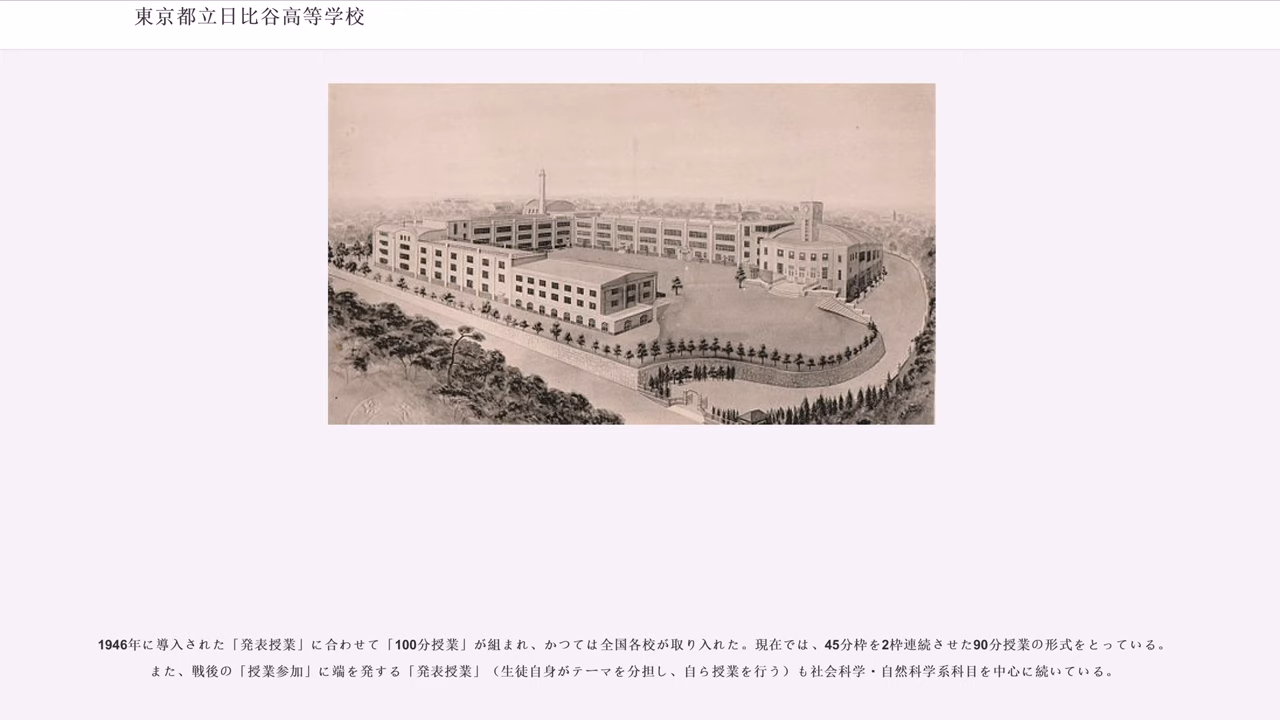 東京都立日比谷高等学校
1946年に導入された「発表授業」に合わせて「100分授業」が組まれ、かつては全国各校が取り入れた。現在では、45分枠を2枠連続させた90分授業の形式をとっている。
また、戦後の「授業参加」に端を発する「発表授業」（生徒自身がテーマを分担し、自ら授業を行う）も社会科学・自然科学系科目を中心に続いている。